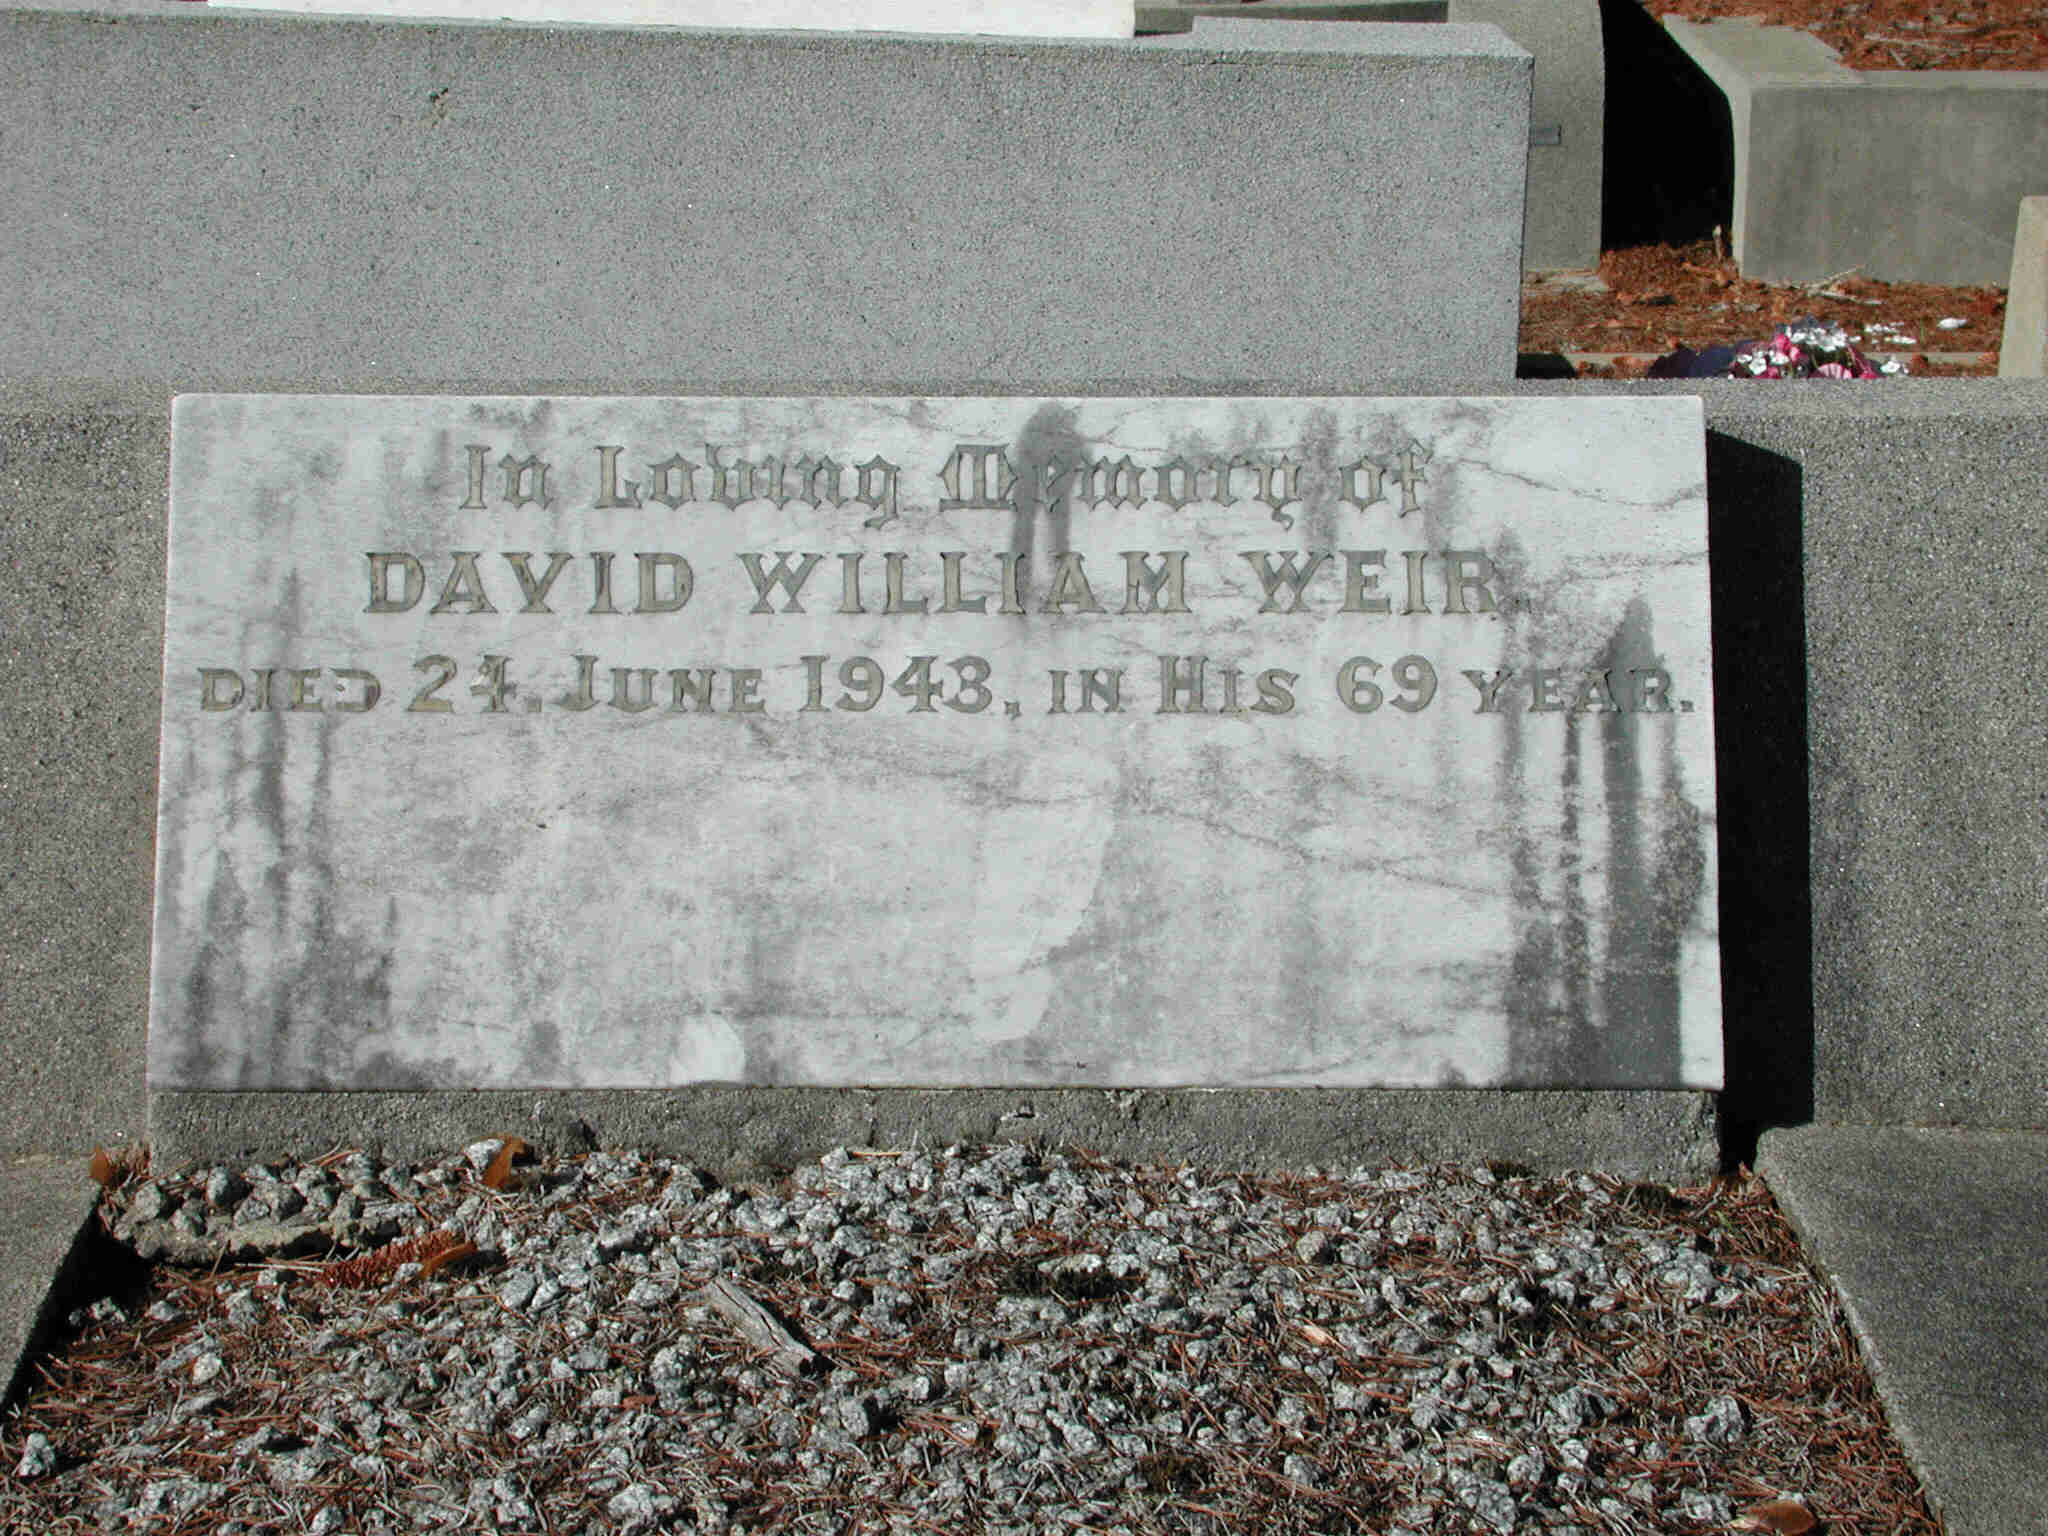 In Loving Memory of
DAVID WILLIAM WEIR.
DIED 24. JUNE 1943, IN HIS 69 YEAR.